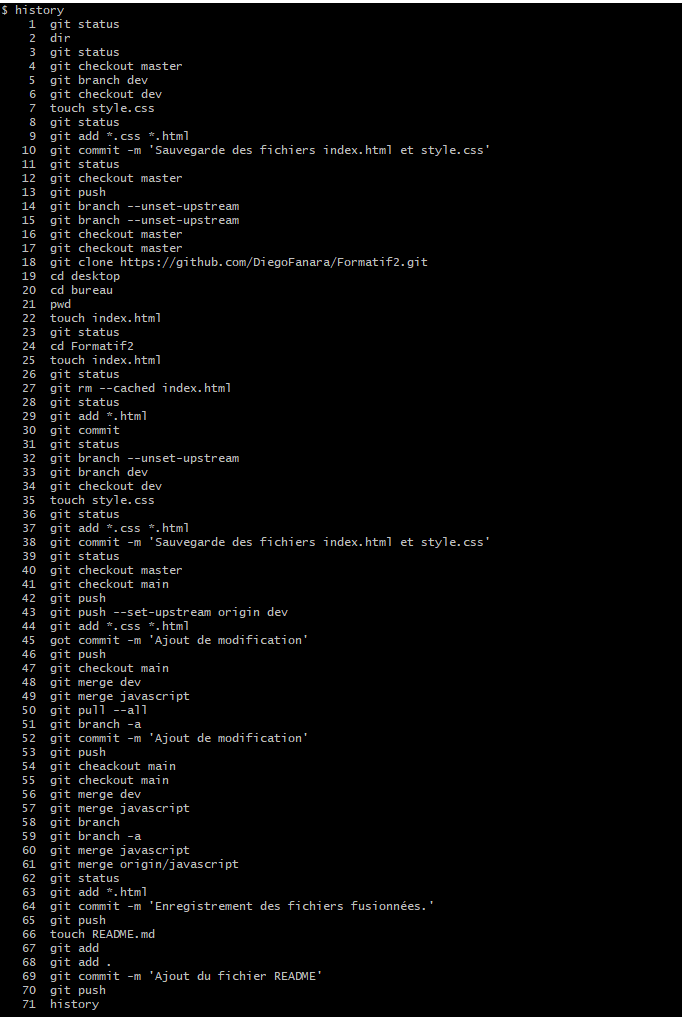 $ history
1 git status
2 dir
3 git status
4 git checkout master
5 git branch dev
6 git checkout dev
7 touch style.css
8 git status
9 git add *.css *.html
10 git commit -m 'Sauvegarde des fichiers index.html et style.css'
11 git status
12 git checkout master
13 git push
14 git branch --unset-upstream
15 git branch --unset-upstream
16 git checkout master
17 git checkout master
18 git clone https://github.com/DiegoFanara/Formatif2.git
19 cd desktop
20 cd bureau
21 pwd
22 touch index.html
23 git status
24 cd Formatif2
25 touch index.html
26 git status
27 git rm --cached index.html
28 git status
29 git add *.html
30 git commit
31 git status
32 git branch --unset-upstream
33 git branch dev
34 git checkout dev
35 touch style.css
36 git status
37 git add *.css *.html
38 git commit -m 'Sauvegarde des fichiers index.html et style.css'
39 git status
40 git checkout master
41 git checkout main
42 git push
43 git push --set-upstream origin dev
44 git add *.css *.html
45 got commit -m 'Ajout de modification'
46 git push
47 git checkout main
48 git merge dev
49 git merge javascript
50 git pull --all
51 git branch -a
52 git commit -m 'Ajout de modification'
53 git push
54 git cheackout main
55 git checkout main
56 git merge dev
57 git merge javascript
58 git branch
59 git branch -a
60 git merge javascript
61 git merge origin/javascript
62 git status
63 git add *.html
64 git commit -m 'Enregistrement des fichiers fusionnées.'
65 git push
66 touch README.md
67 git add
68 git add .
69 git commit -m 'Ajout du fichier README'
70 git push
71 history